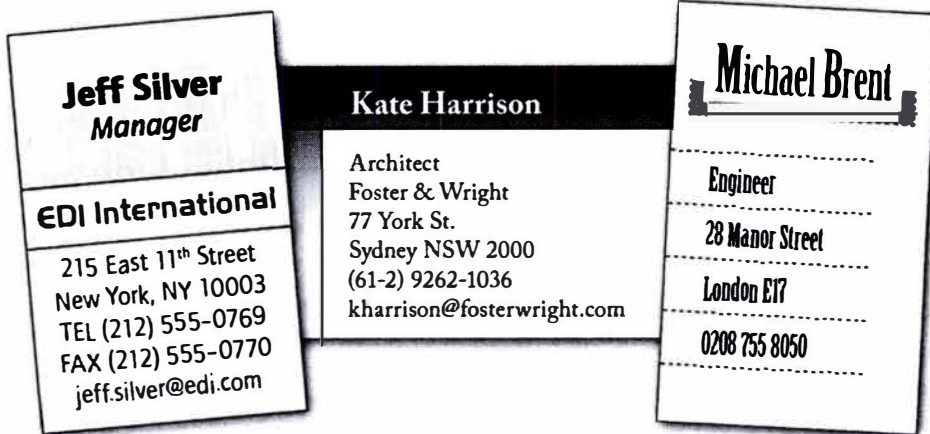 Jeff Silver
Manager
EDI International
215 East 11th Street
New York, NY 10003
TEL (212) 555-0769
FAX (212) 555-0770
jeff.silver@edi.com
Kate Harrison
Architect
Foster & Wright
77 York St.
Sydney NSW 2000
(61-2) 9262-1036
kharrison@fosterwright.com
Michael Brent
Engineer
28 Manor Street
London E17
0208 755 8050